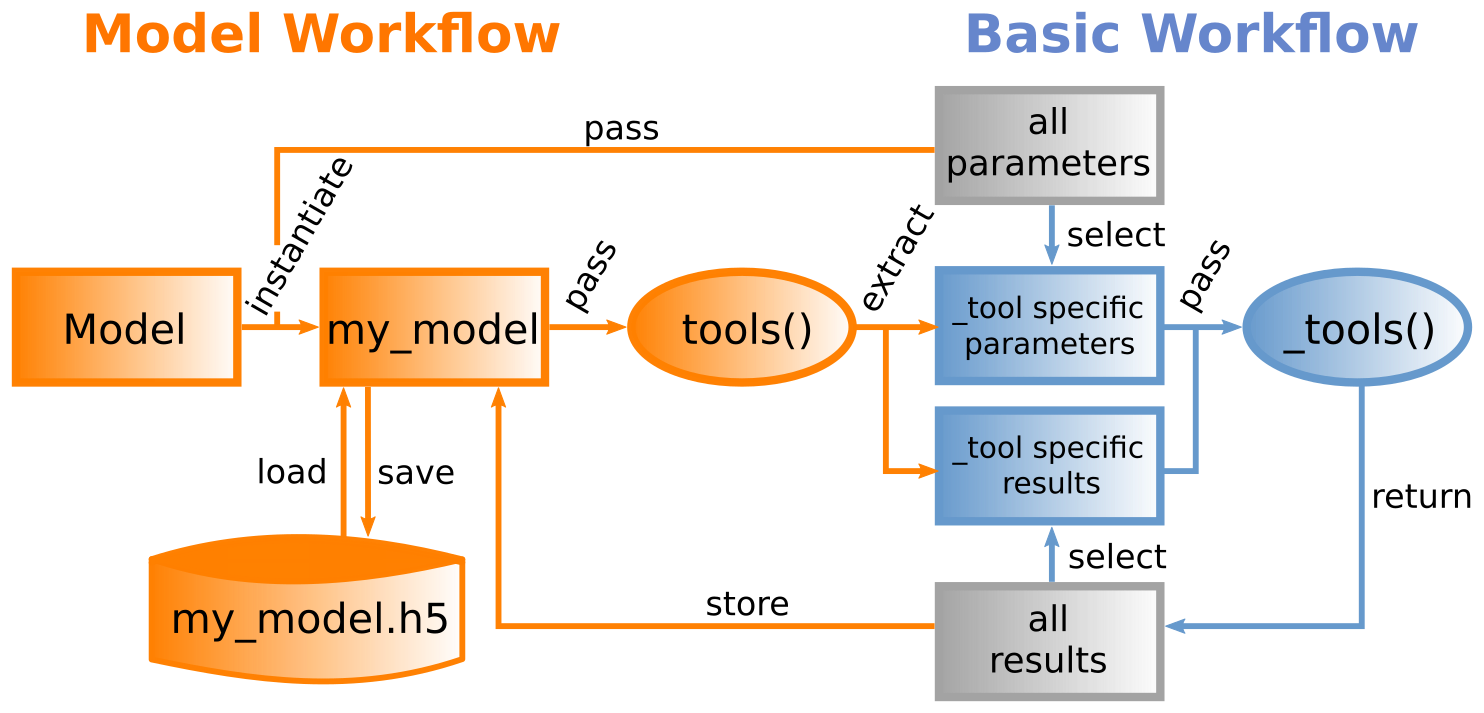 Model Workflow
Basic Workflow
all
parameters
pass
instantiate
select
extract
pass
pass
Model
my_model
tools()
_tool specific
parameters
_tools()
_tool specific
results
load
save
return
select
store
my_model.h5
all
results